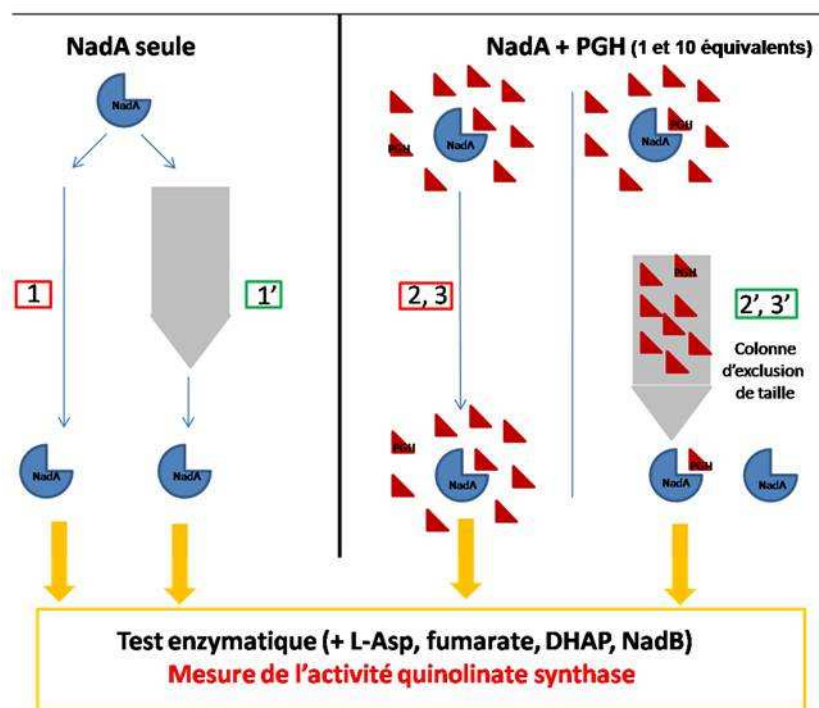 NadA seule
NadA
1
1’
NadA
NadA
NadA + PGH (1 et 10 équivalents)
NadA
PGH
PGH
NadA
2, 3
PGH
2’, 3’
Colonne
d’exclusion
de taille
PGH
NadA
PGH
NadA
NadA
Test enzymatique (+ L-Asp, fumarate, DHAP, NadB)
Mesure de l’activité quinolinate synthase